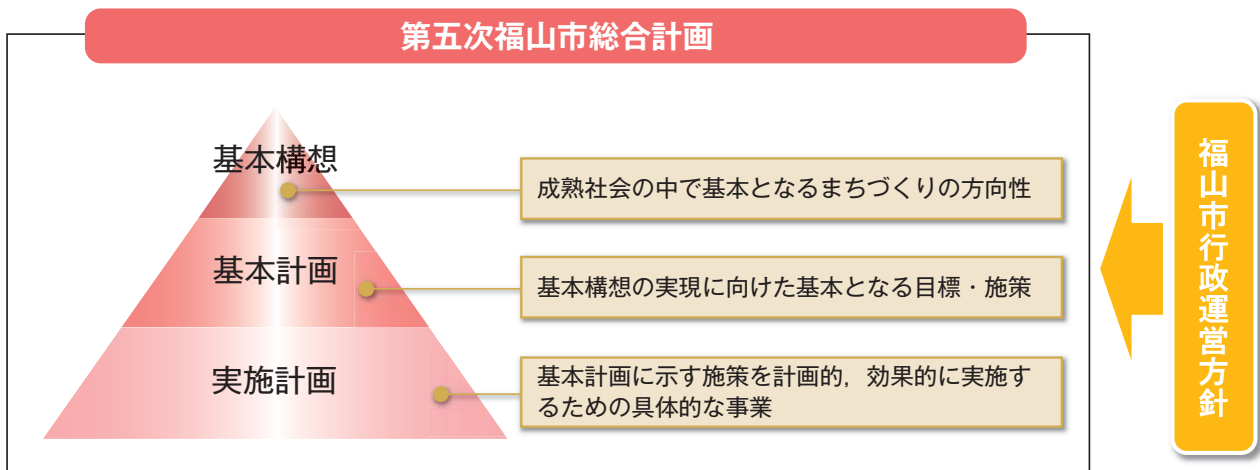 第五次福山市総合計画
基本構想
成熟社会の中で基本となるまちづくりの方向性
基本計画
基本構想の実現に向けた基本となる目標・施策
実施計画
基本計画に示す施策を計画的，効果的に実施す
るための具体的な事業
福山市行政運営方針